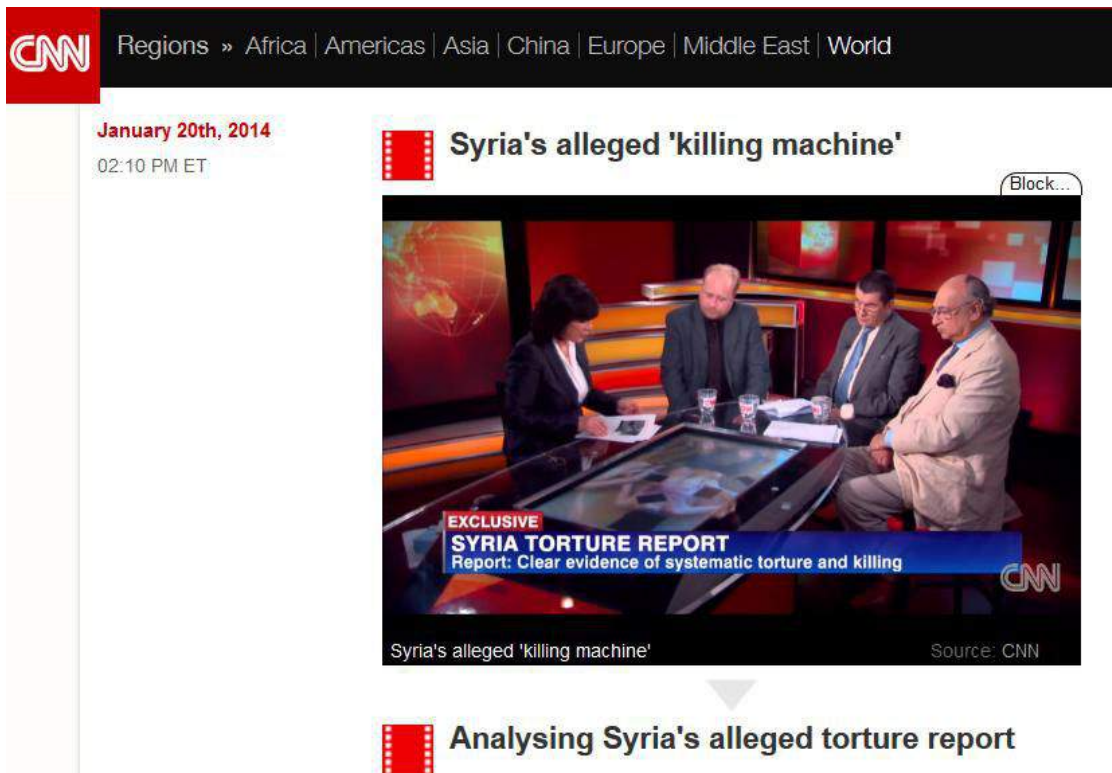 CNN
Regions » Africa | Americas | Asia | China | Europe | Middle East | World
January 20th, 2014
02:10 PM ET
Syria's alleged 'killing machine'
Block...
EXCLUSIVE
SYRIA TORTURE REPORT
Report: Clear evidence of systematic torture and killing
CNN
Syria's alleged 'killing machine'
Source: CNN
Analysing Syria's alleged torture report